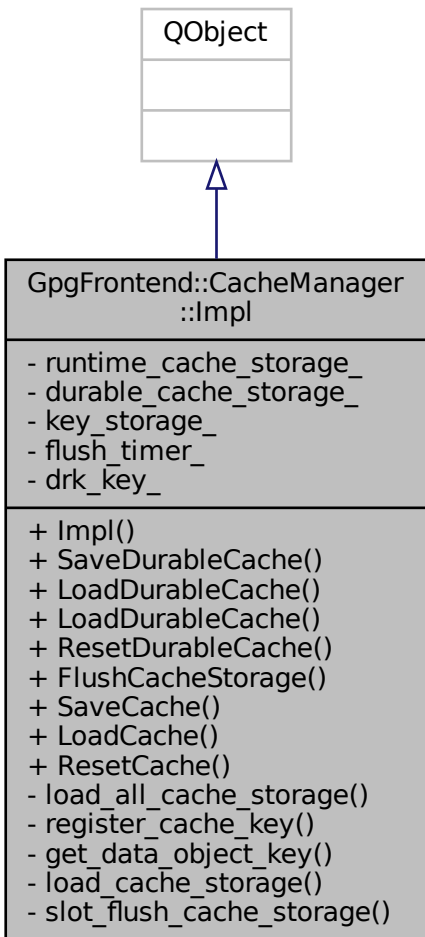 QObject
GpgFrontend::CacheManager
::Impl
- runtime_cache_storage_
- durable_cache_storage_
- key_storage_
- flush_timer_
- drk_key_
+ Impl()
+ SaveDurableCache()
+ LoadDurableCache()
+ LoadDurableCache()
+ ResetDurableCache()
+ FlushCacheStorage()
+ SaveCache()
+ LoadCache()
+ ResetCache()
- load_all_cache_storage()
- register_cache_key()
- get_data_object_key()
- load_cache_storage()
- slot_flush_cache_storage()